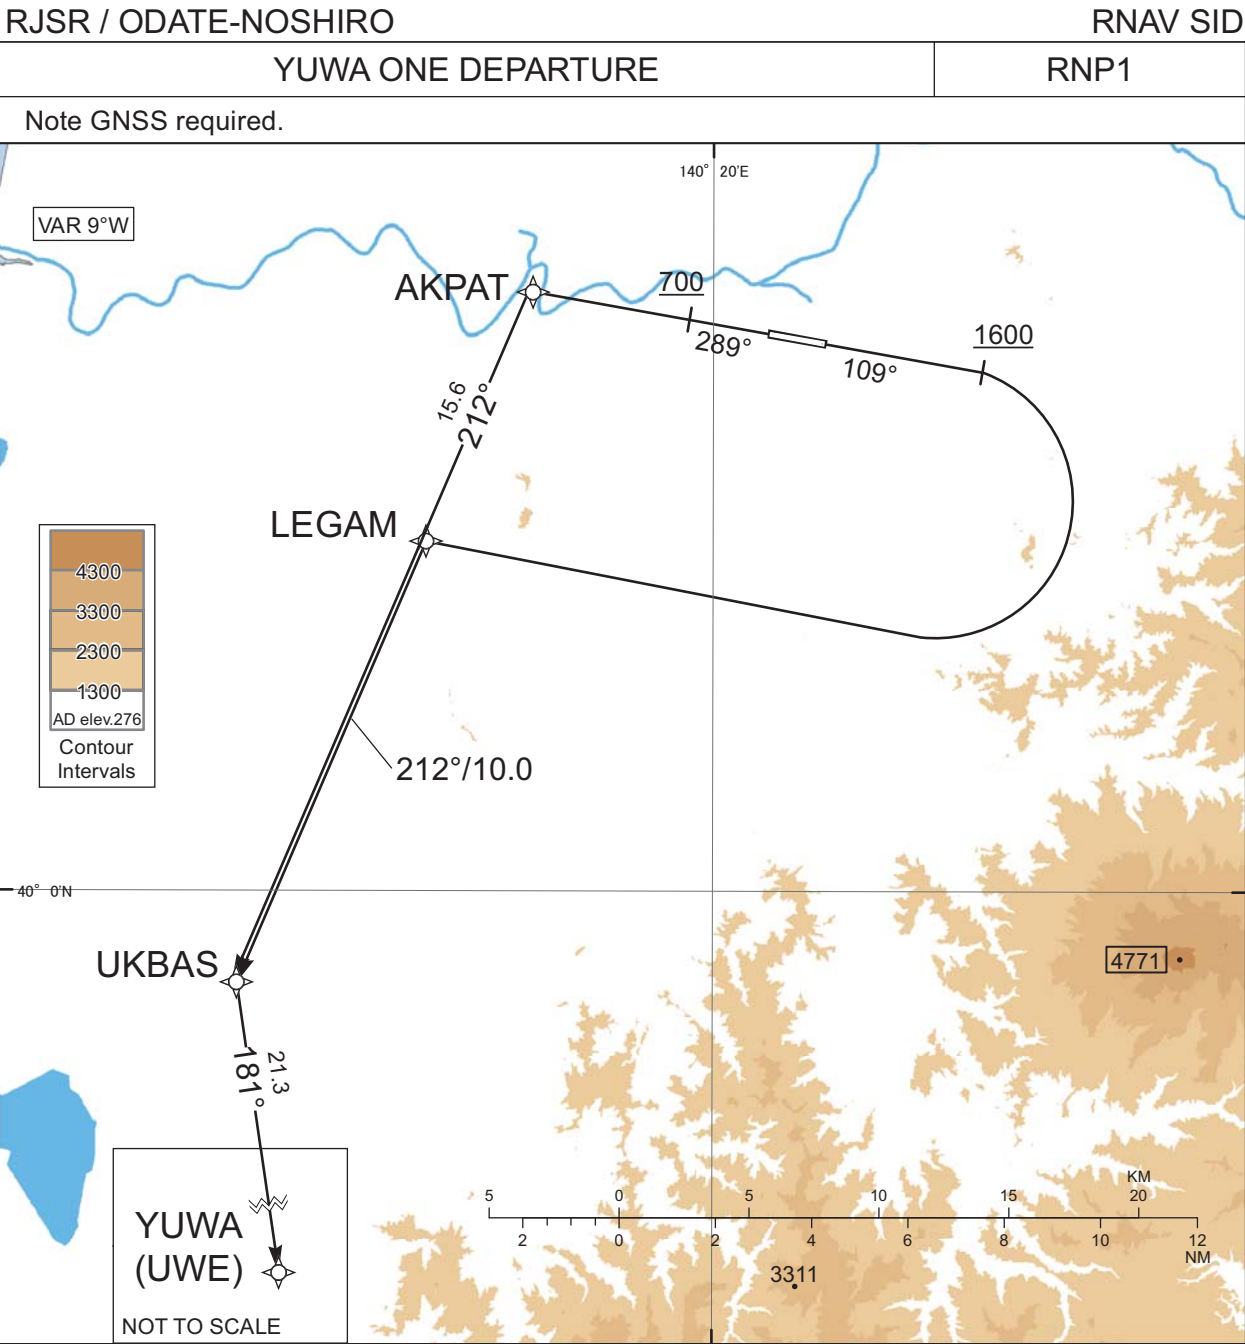 RJSR / ODATE-NOSHIRO
RNAV SID
YUWA ONE DEPARTURE
RNP1
Note GNSS required.
140° 20'E
VAR 9°W
AKPAT
700
289°
1600
109°
15.6
212°
LEGAM
4300
3300
2300
1300
AD elev.276
Contour
Intervals
212°/10.0
40° 0'N
UKBAS
4771
21.3
181°
YUWA
(UWE)
NOT TO SCALE
KM
5 0 5 10 15 20
2 0 2 4 6 8 10 12
NM
3311